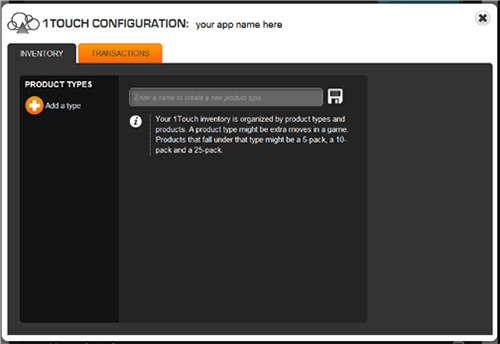 1TOUCH CONFIGURATION: your app name here
INVENTORY TRANSACTIONS
PRODUCT TYPES
Add a type
Enter a name to create a new product type
Your 1Touch inventory is organized by product types and
products. A product type might be extra moves in a game.
Products that fall under that type might be a 5-pack, a 10-
pack and a 25-pack.